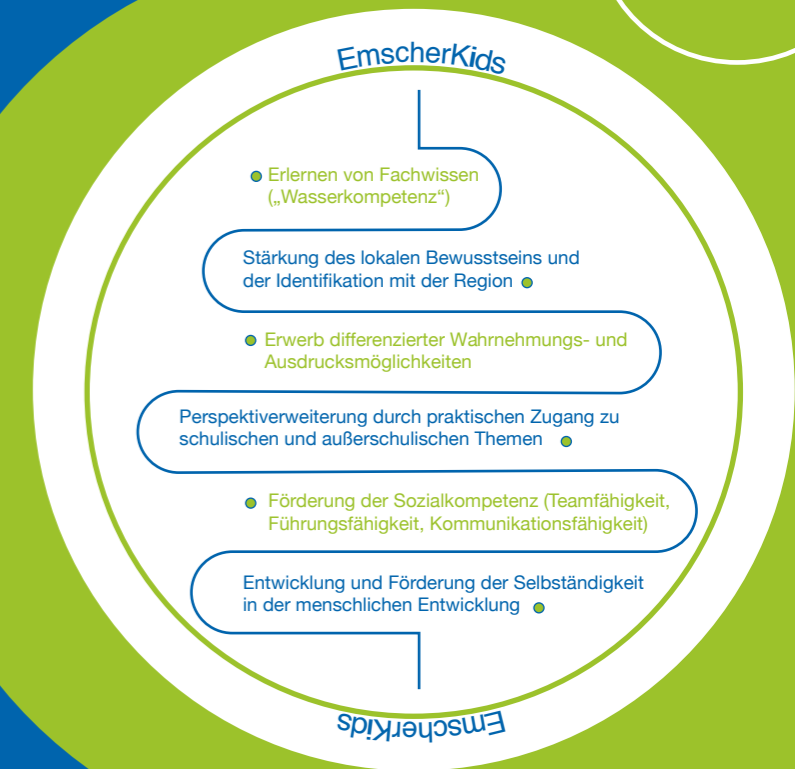 EmscherKids
Erlernen von Fachwissen
(„Wasserkompetenz“)
Stärkung des lokalen Bewusstseins und
der Identifikation mit der Region
Erwerb differenzierter Wahrnehmungs- und
Ausdrucksmöglichkeiten
Perspektiverweiterung durch praktischen Zugang zu
schulischen und außerschulischen Themen
Förderung der Sozialkompetenz (Teamfähigkeit,
Führungsfähigkeit, Kommunikationsfähigkeit)
Entwicklung und Förderung der Selbständigkeit
in der menschlichen Entwicklung
EmscherKids